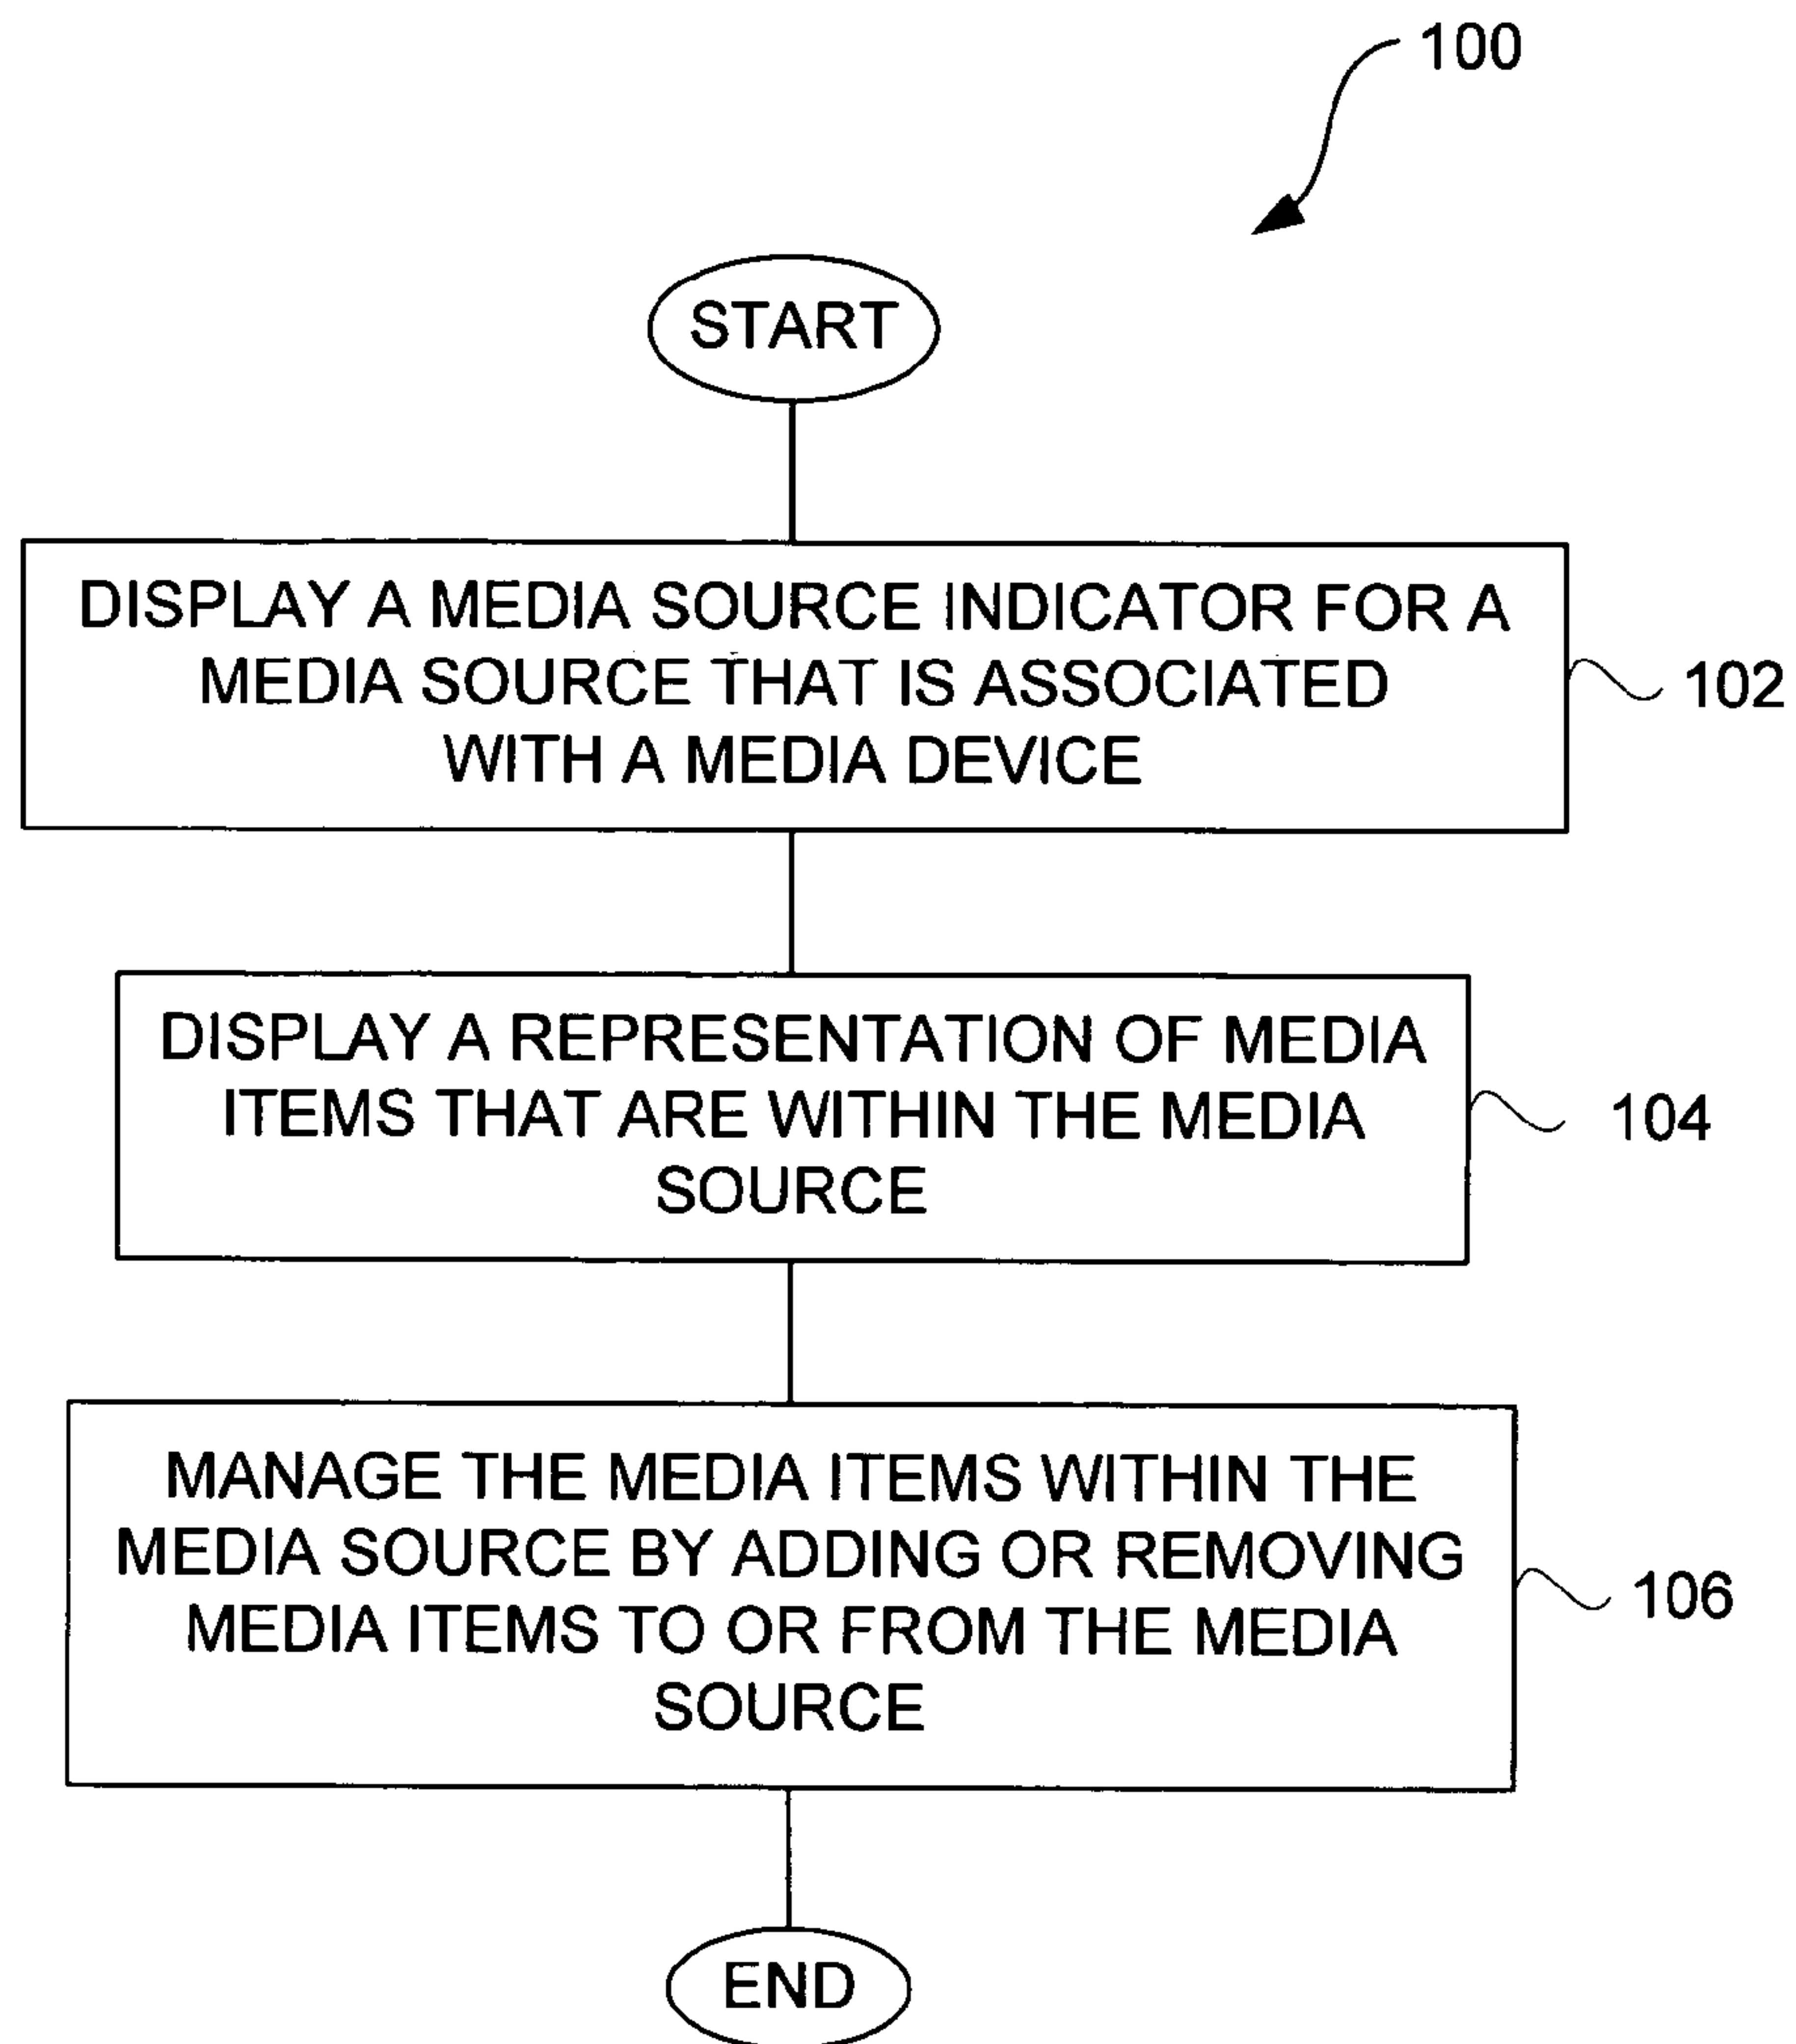 100
START
DISPLAY A MEDIA SOURCE INDICATOR FOR A
MEDIA SOURCE THAT IS ASSOCIATED
WITH A MEDIA DEVICE
102
DISPLAY A REPRESENTATION OF MEDIA
ITEMS THAT ARE WITHIN THE MEDIA
SOURCE
104
MANAGE THE MEDIA ITEMS WITHIN THE
MEDIA SOURCE BY ADDING OR REMOVING
MEDIA ITEMS TO OR FROM THE MEDIA
SOURCE
106
END